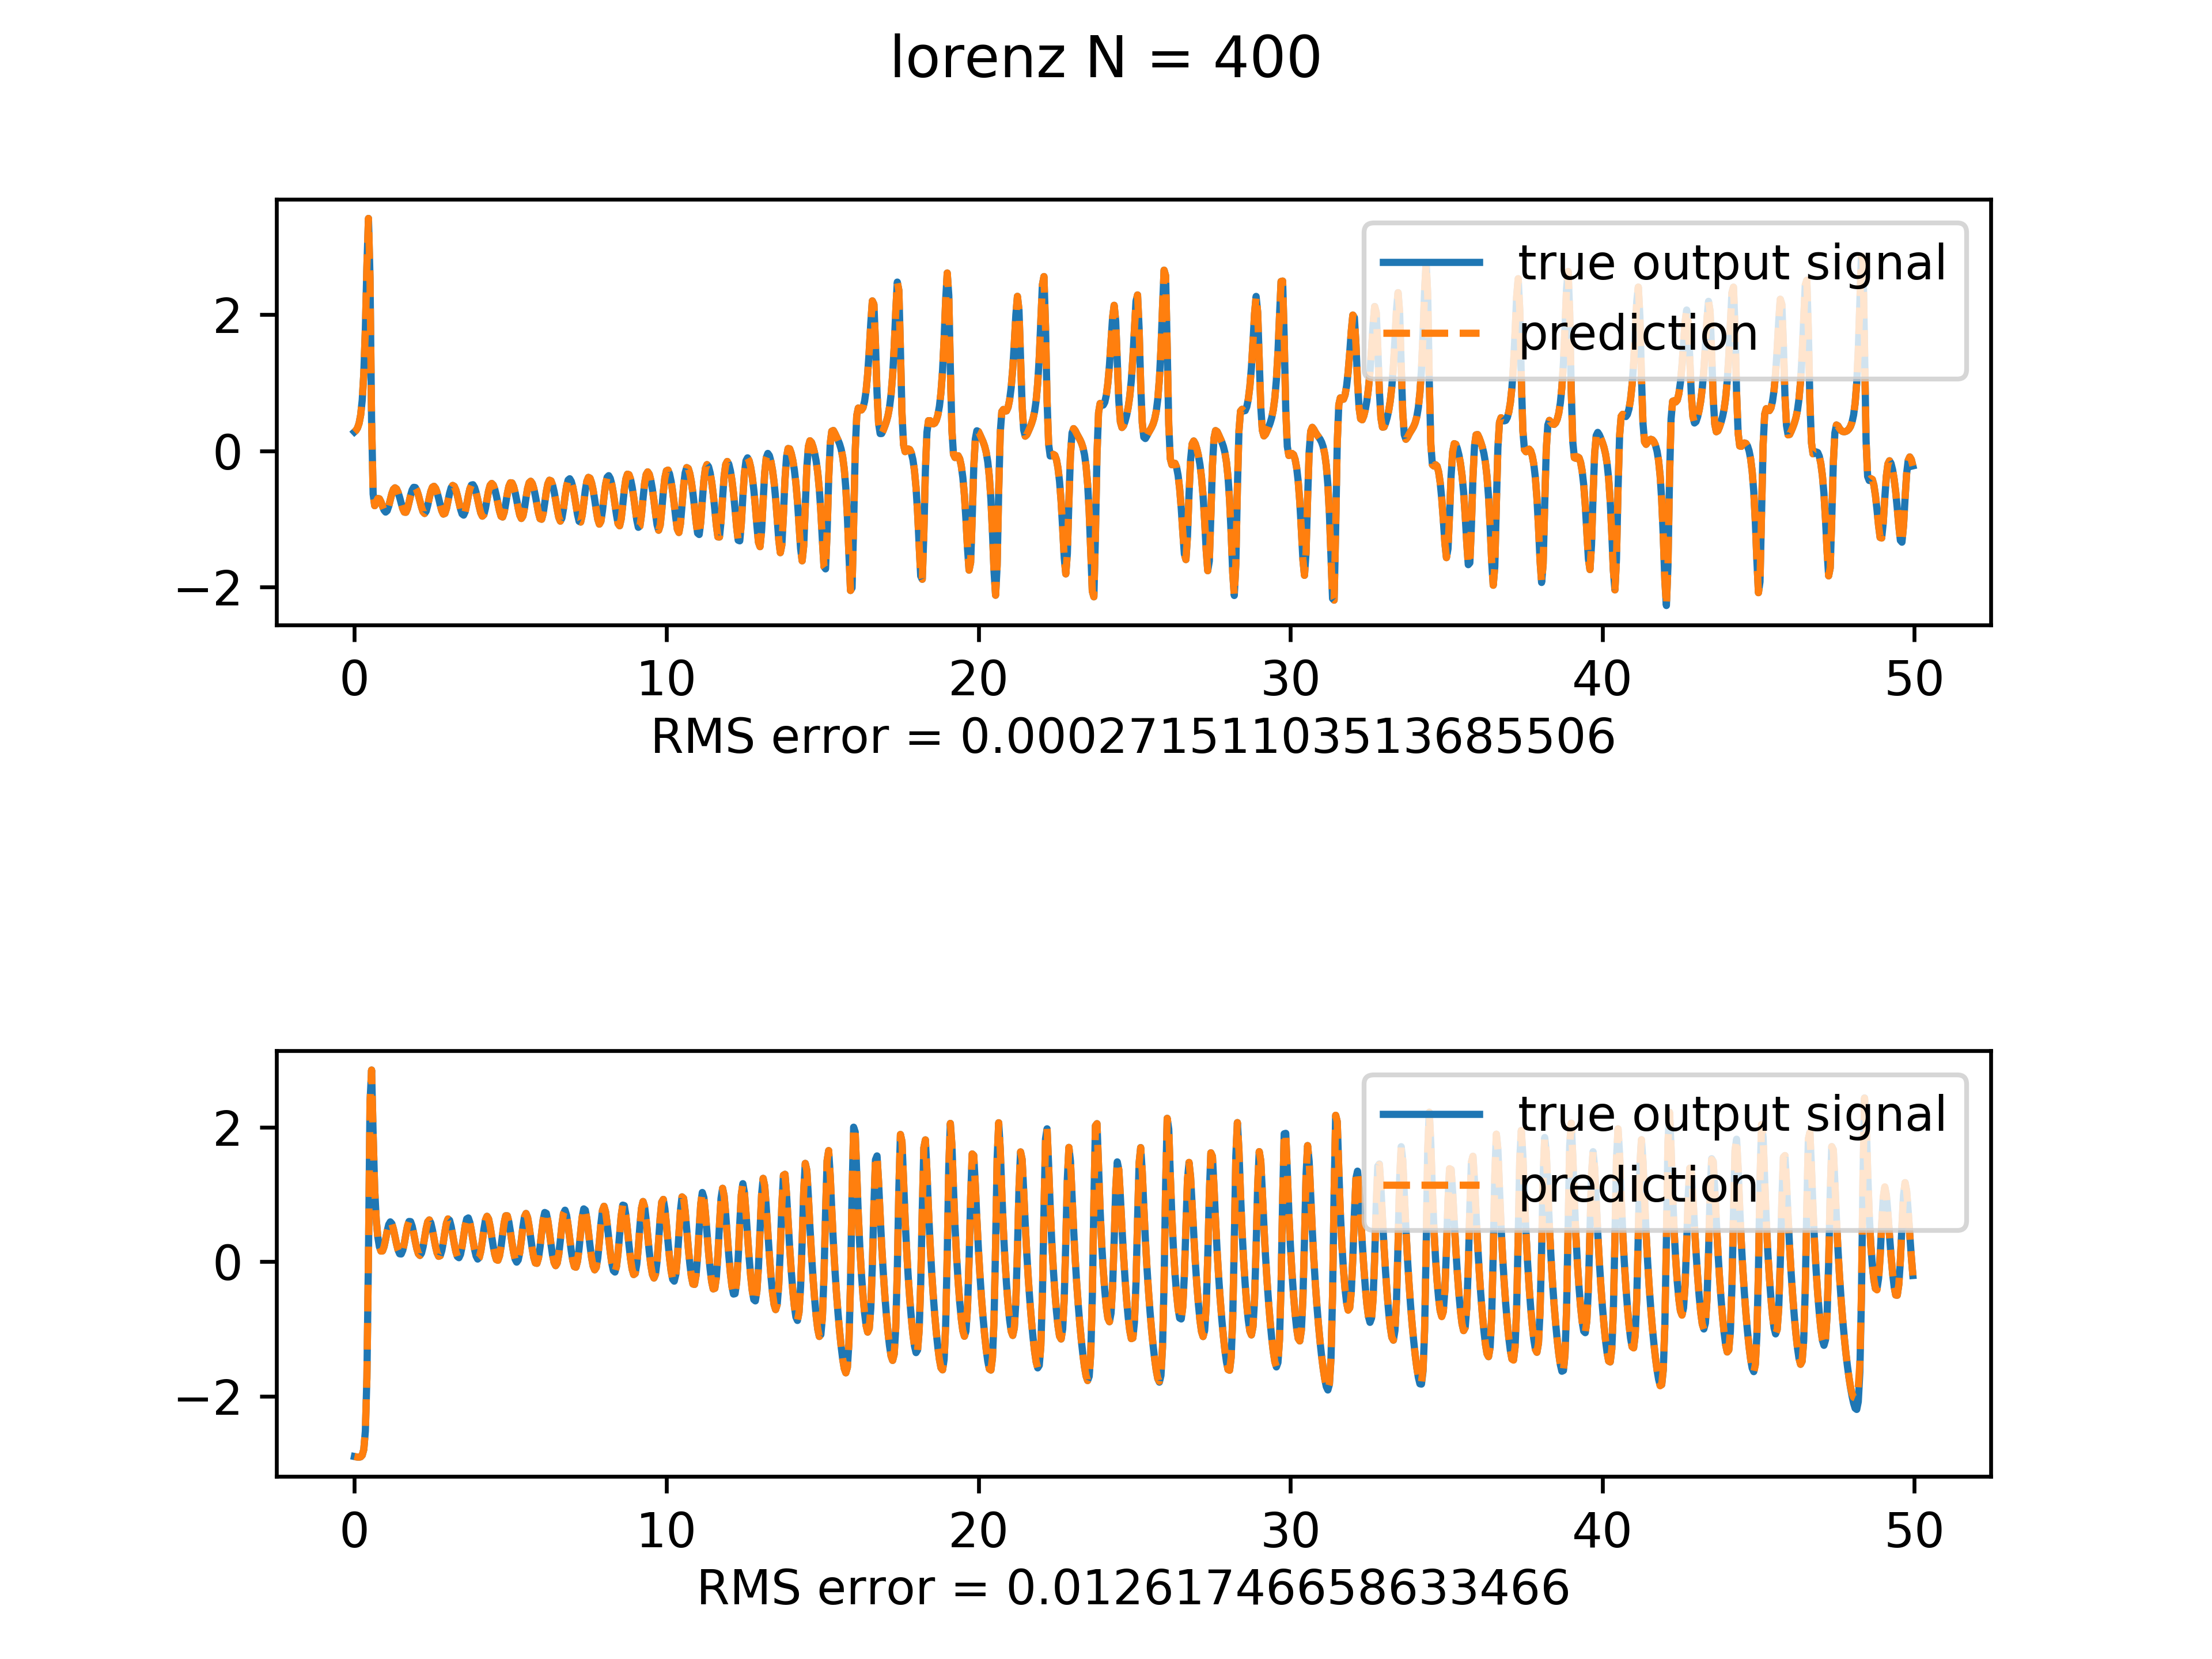 lorenz N = 400
true output signal
prediction
2
0
−2
0 10 20 30 40 50
RMS error = 0.00027151103513685506
true output signal
prediction
2
0
−2
0 10 20 30 40 50
RMS error = 0.01261746658633466